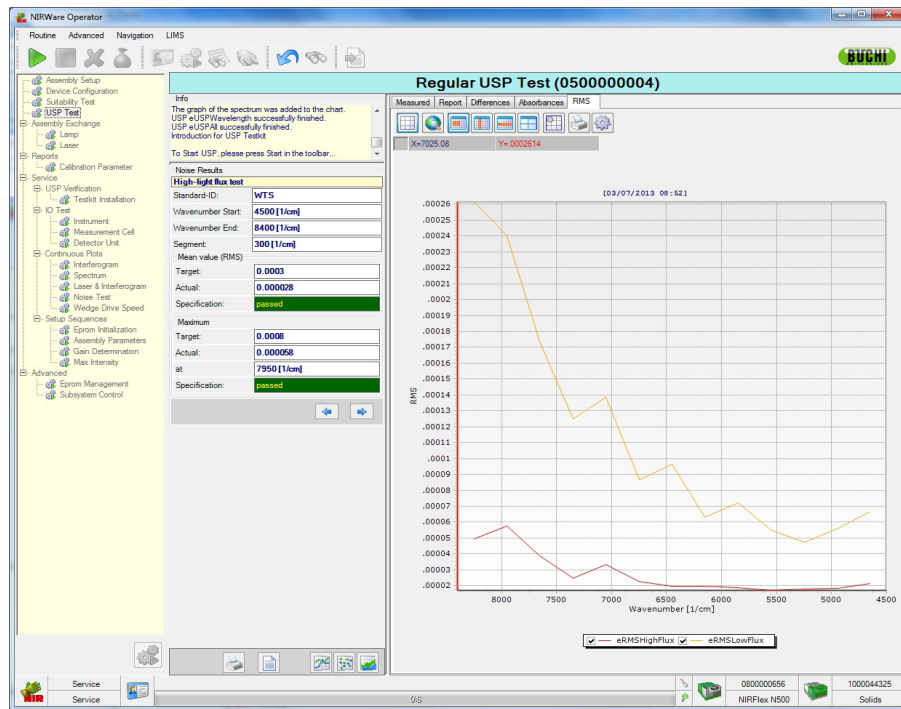 NIRWare Operator
Routine Advanced Navigation LIMS
BUCHI
Assembly Setup
Device Configuration
Suitability Test
USP Test
Assembly Exchange
Lamp
Laser
Reports
Calibration Parameter
Service
USP Verification
Testkit Installation
IO Test
Instrument
Measurement Cell
Detector Unit
Continuous Plots
Interferogram
Spectrum
Laser & Interferogram
Noise Test
Wedge Drive Speed
Setup Sequences
Eprom Initialization
Assembly Parameters
Gain Determination
Max Intensity
Advanced
Eprom Management
Subsystem Control
Regular USP Test (0500000004)
Info
The graph of the spectrum was added to the chart.
USP eUSPWavelength successfully finished.
USP eUSPAll successfully finished.
Introduction for USP Testkit
To Start USP, please press Start in the toolbar...
Noise Results
High-light flux test
Standard-ID: WTS
Wavenumber Start: 4500 [1/cm]
Wavenumber End: 8400 [1/cm]
Segment: 300 [1/cm]
Mean value (RMS)
Target: 0.0003
Actual: 0.000028
Specification: passed
Maximum
Target: 0.0008
Actual: 0.000058
at 7950 [1/cm]
Specification: passed
Measured Report Differences Absorbances RMS
X=7025.08 Y=.0002614
[03/07/2013 08:52]
.00026
.00025
.00024
.00023
.00022
.00021
.0002
.00019
.00018
.00017
.00016
.00015
.00014
.00013
.00012
.00011
.0001
.00009
.00008
.00007
.00006
.00005
.00004
.00003
.00002
RMS
8000 7500 7000 6500 6000 5500 5000 4500
Wavenumber [1/cm]
eRMSHighFlux eRMSLowFlux
NIR
Service
Service
0/6
0800000656
NIRFlex N500
1000044325
Solids